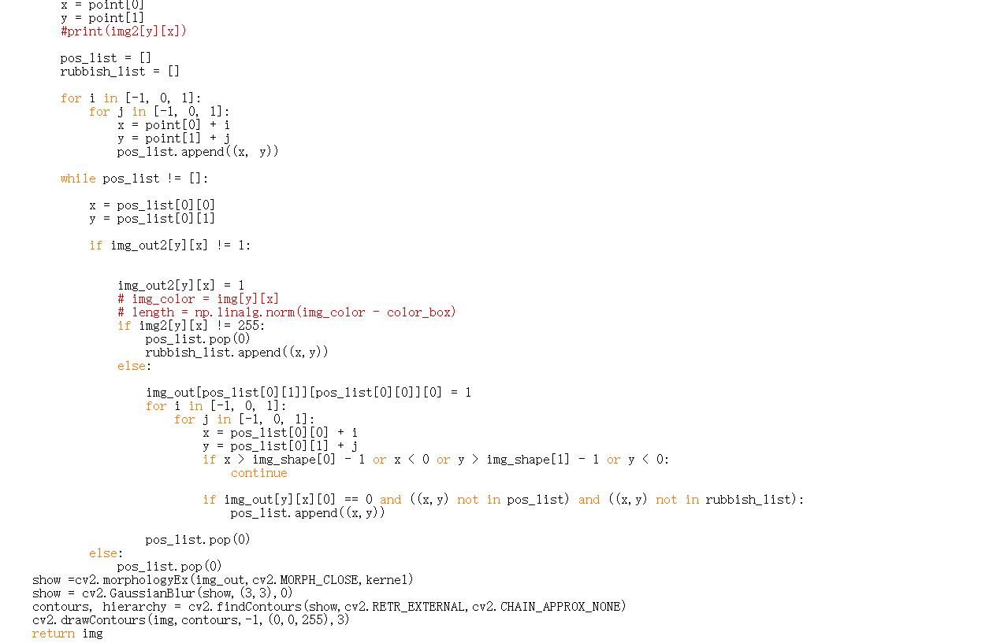 x = point[0]
y = point[1]
#print(img2[y][x])
pos_list = []
rubbish_list = []
for i in [-1, 0, 1]:
for j in [-1, 0, 1]:
x = point[0] + i
y = point[1] + j
pos_list.append((x, y))
while pos_list != []:
x = pos_list[0][0]
y = pos_list[0][1]
if img_out2[y][x] != 1:
img_out2[y][x] = 1
# img_color = img[y][x]
# length = np.linalg.norm(img_color - color_box)
if img2[y][x] != 255:
pos_list.pop(0)
rubbish_list.append((x,y))
else:
img_out[pos_list[0][1]][pos_list[0][0]][0] = 1
for i in [-1, 0, 1]:
for j in [-1, 0, 1]:
x = pos_list[0][0] + i
y = pos_list[0][1] + j
if x > img_shape[0] - 1 or x < 0 or y > img_shape[1] - 1 or y < 0:
continue
if img_out[y][x][0] == 0 and ((x,y) not in pos_list) and ((x,y) not in rubbish_list):
pos_list.append((x,y))
pos_list.pop(0)
else:
pos_list.pop(0)
show =cv2.morphologyEx(img_out,cv2.MORPH_CLOSE,kernel)
show = cv2.GaussianBlur(show,(3,3),0)
contours, hierarchy = cv2.findContours(show,cv2.RETR_EXTERNAL,cv2.CHAIN_APPROX_NONE)
cv2.drawContours(img,contours,-1,(0,0,255),3)
return img